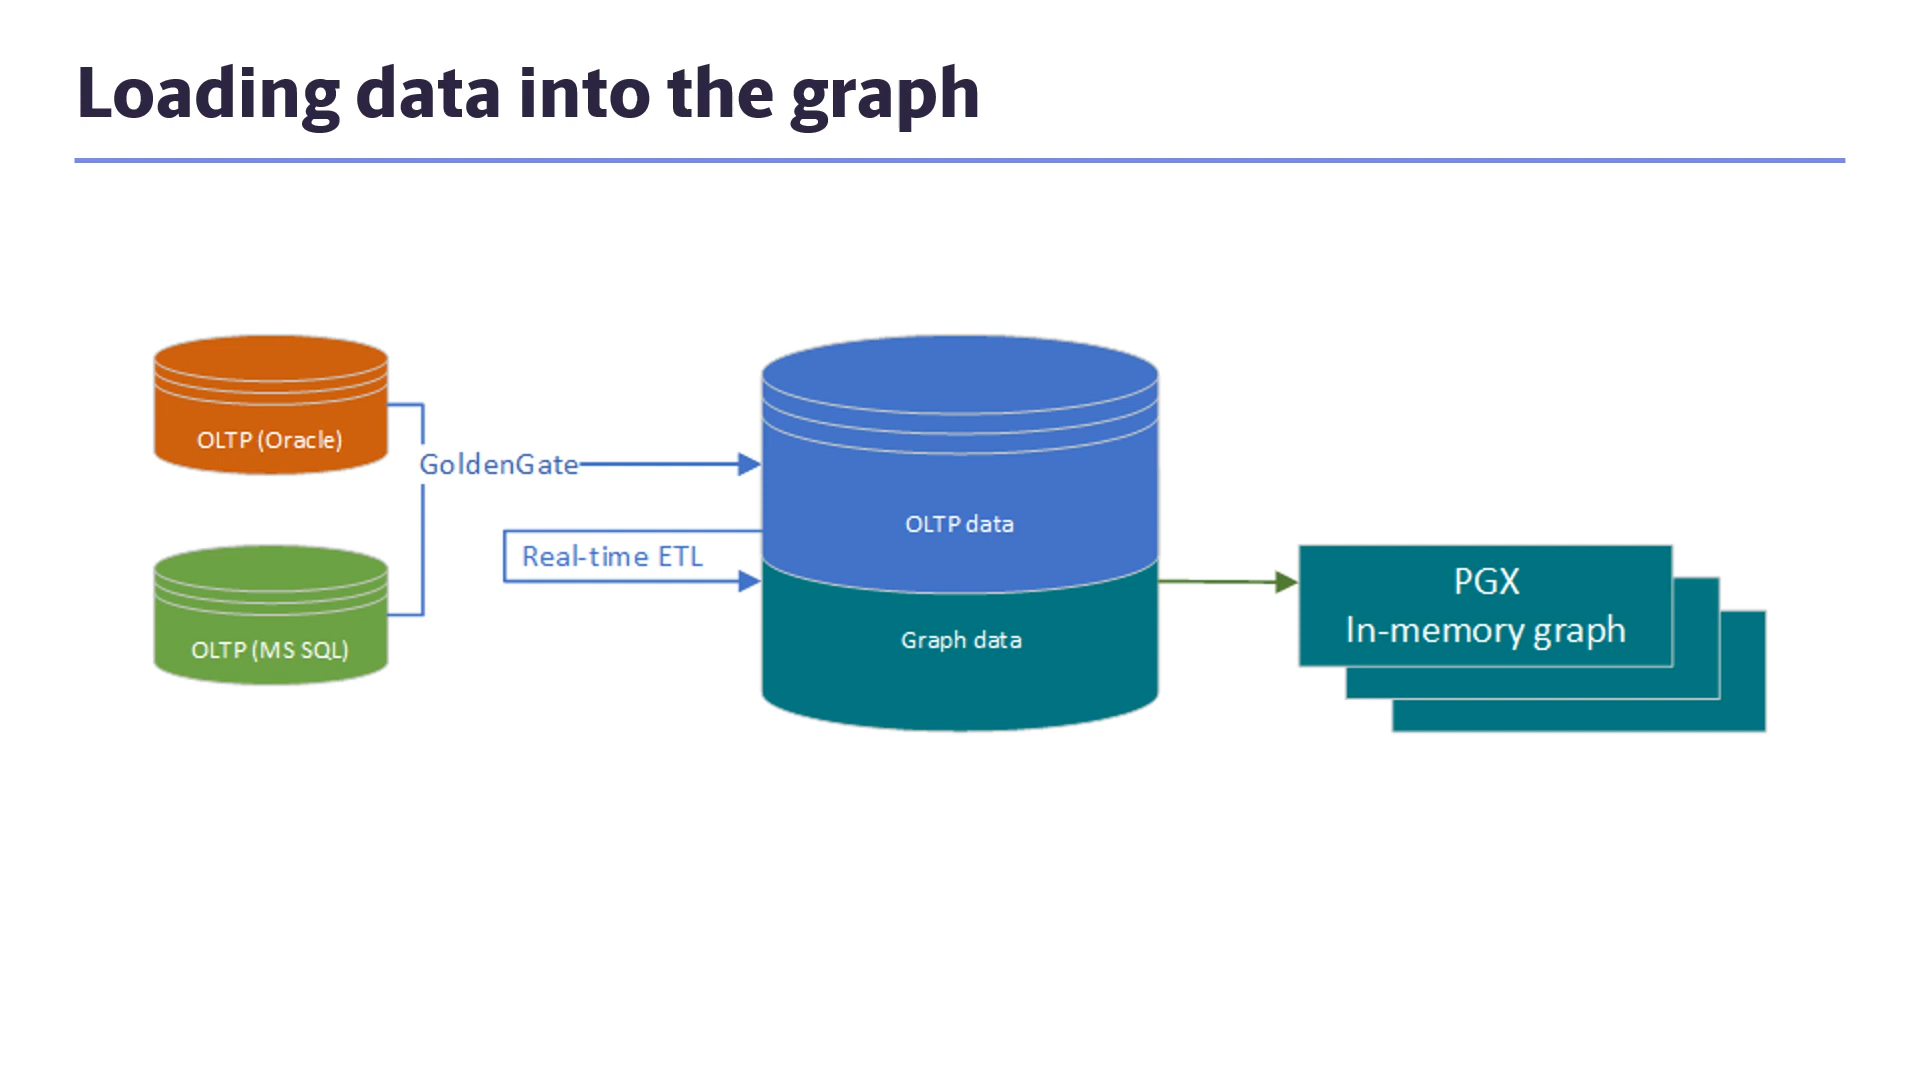 Loading data into the graph
OLTP (Oracle)
GoldenGate
OLTP data
Real-time ETL
OLTP (MS SQL)
Graph data
PGX
In-memory graph